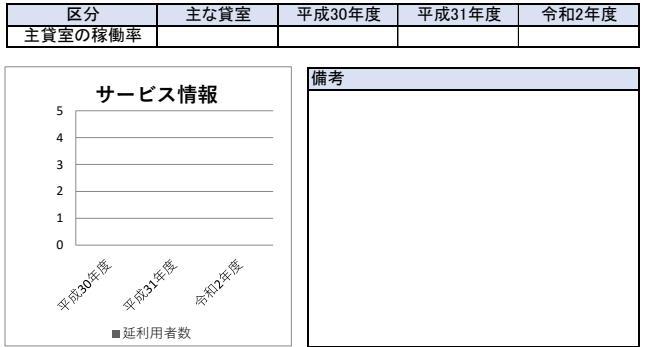 区分 主な貸室 平成30年度 平成31年度 令和2年度
主貸室の稼働率
サービス情報
5
4
3
2
1
0
平成30年度 平成31年度 令和2年度
■延利用者数
備考